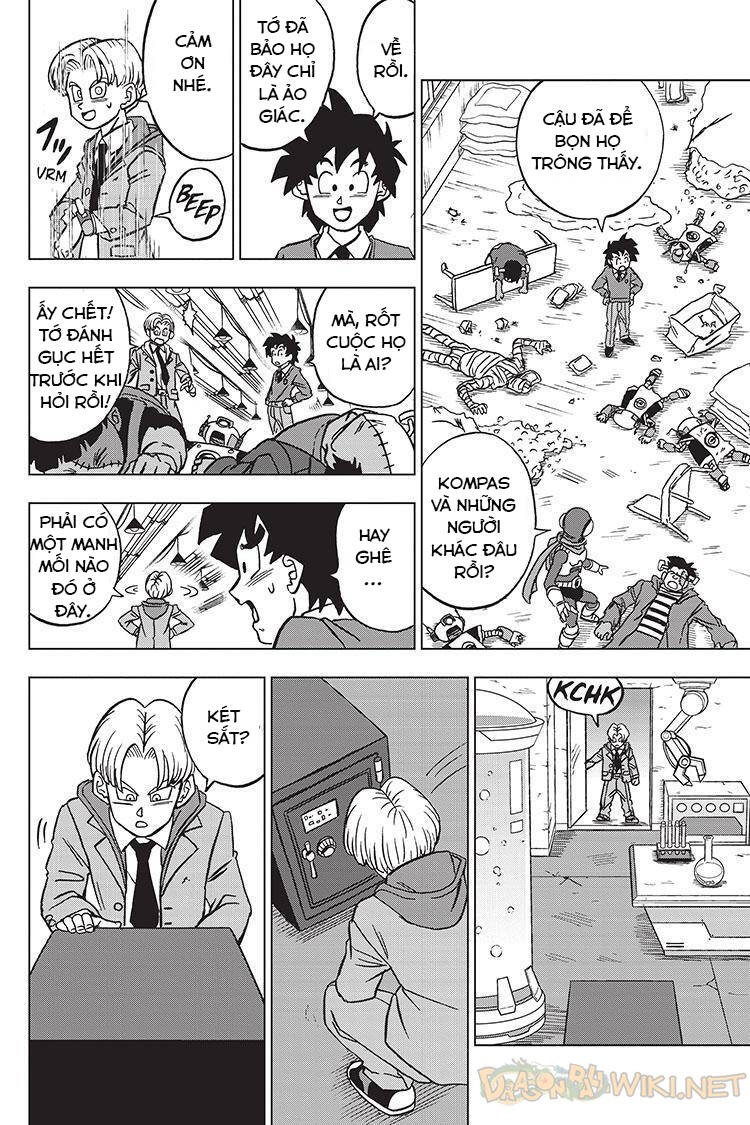 CẬU ĐÃ ĐỂ
BỌN HỌ
TRÔNG THẤY.
KOMPAS
VÀ NHỮNG
NGƯỜI
KHÁC ĐÂU
RỒI?
VỀ
RỒI.
TỚ ĐÃ
BẢO HỌ
ĐÂY CHỈ
LÀ ẢO
GIÁC.
CẢM
ƠN
NHÉ.
VRM
BEEP
MÀ, RỐT
CUỘC HỌ
LÀ AI?
ẤY CHẾT!
TỚ ĐÁNH
GỤC HẾT
TRƯỚC KHI
HỎI RỒI!
HAY
GHÊ
...
PHẢI CÓ
MỘT MANH
MỐI NÀO
ĐÓ Ở
ĐÂY.
KCHK
KÉT
SẮT?
DRAGON BALL WIKI.NET